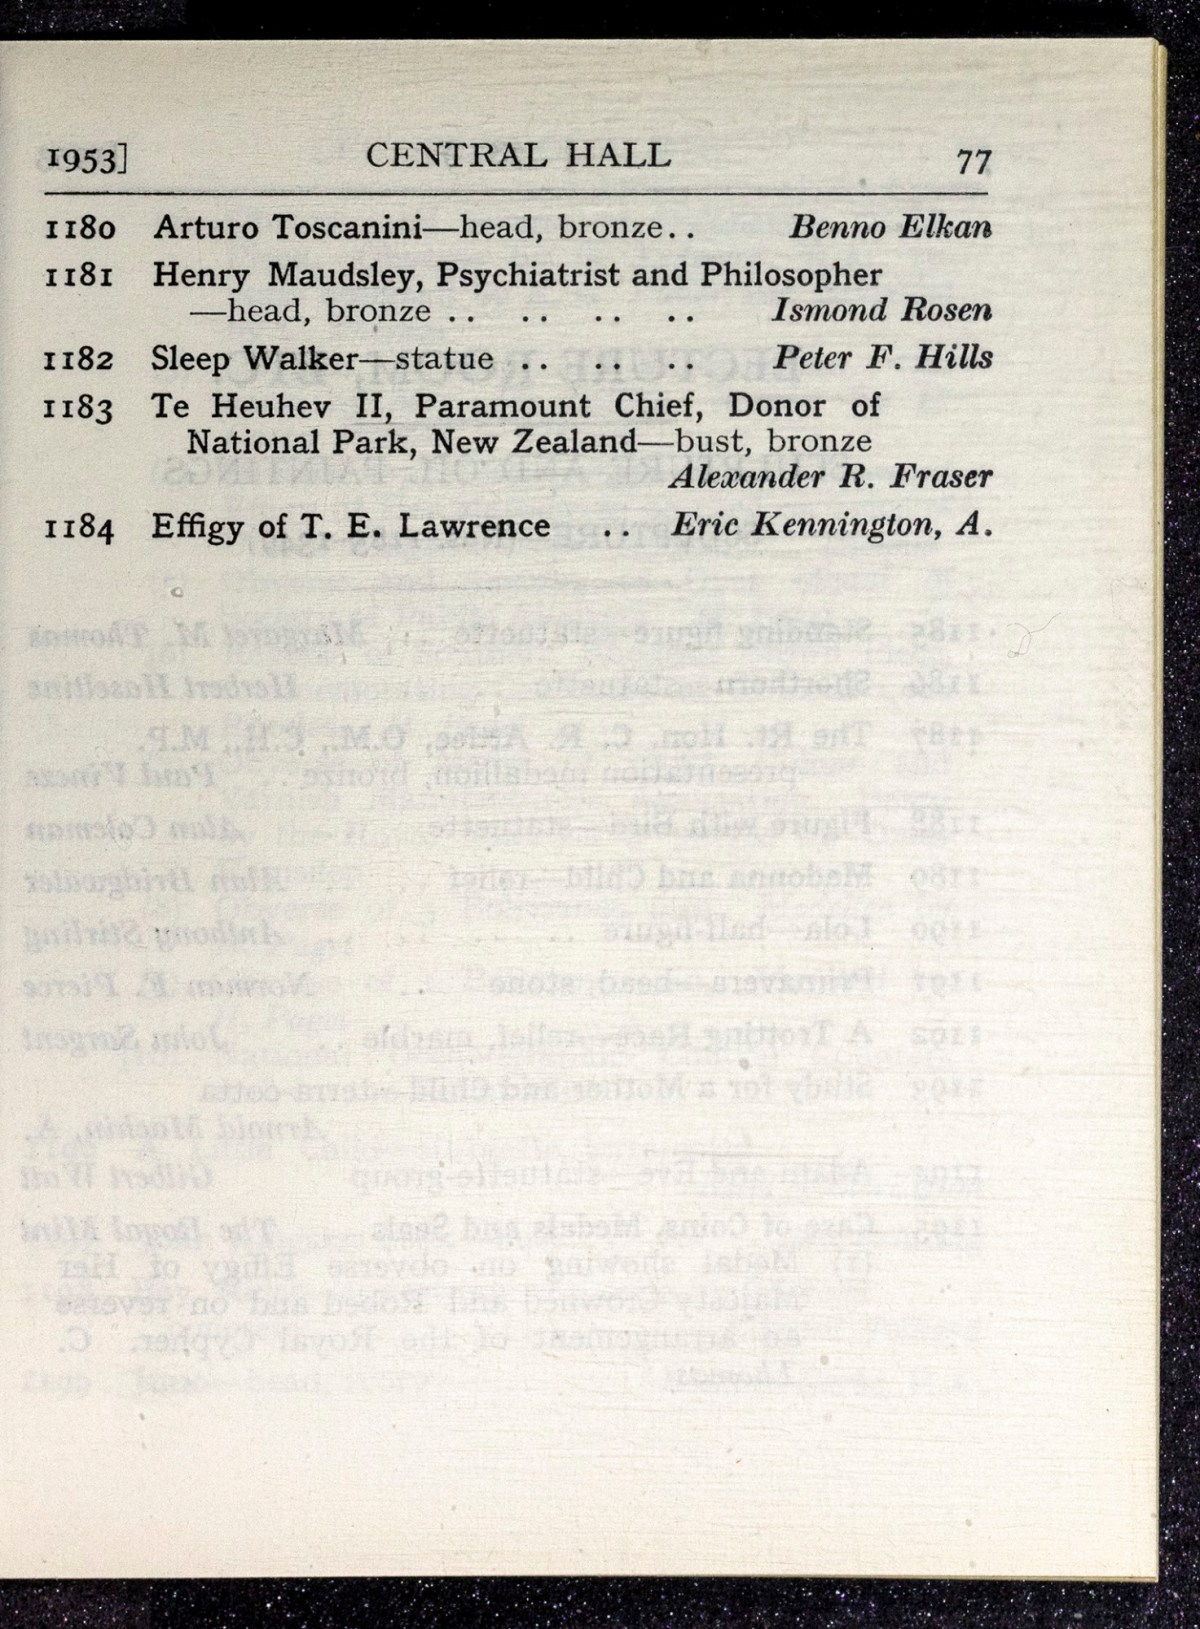 1953] CENTRAL HALL 77
1180 Arturo Toscanini—head, bronze . . Benno Elkan
1181 Henry Maudsley, Psychiatrist and Philosopher
—head, bronze . . . . . . . . Ismond Rosen
1182 Sleep Walker—statue . . . . . . Peter F. Hills
1183 Te Heuhev II, Paramount Chief, Donor of
National Park, New Zealand—bust, bronze
Alexander R. Fraser
1184 Effigy of T. E. Lawrence . . Eric Kennington, A.